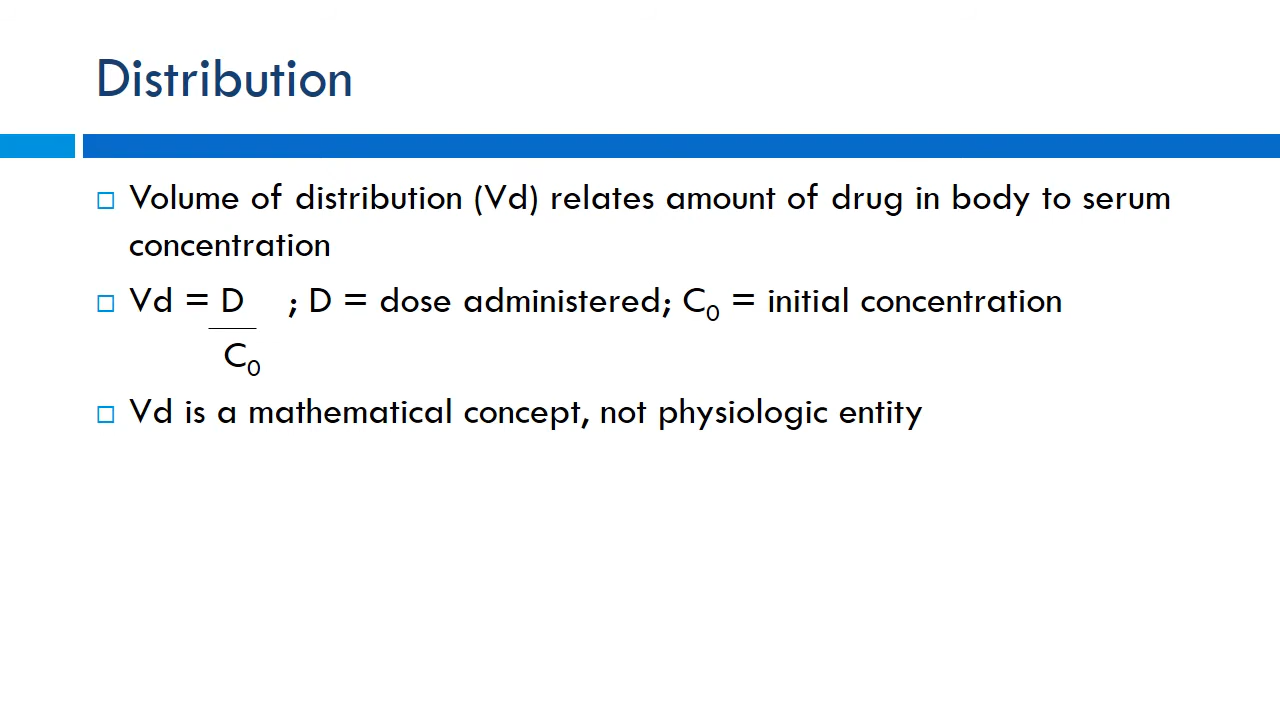 Distribution
Volume of distribution (Vd) relates amount of drug in body to serum
concentration
Vd = D ; D = dose administered; C₀ = initial concentration
C₀
Vd is a mathematical concept, not physiologic entity